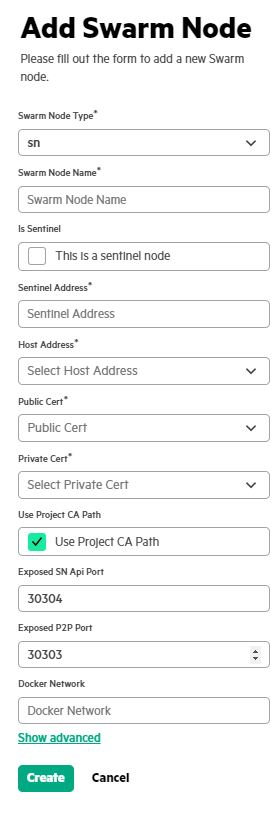 Add Swarm Node
Please fill out the form to add a new Swarm
node.
Swarm Node Type*
sn
Swarm Node Name*
Swarm Node Name
Is Sentinel
This is a sentinel node
Sentinel Address*
Sentinel Address
Host Address*
Select Host Address
Public Cert*
Public Cert
Private Cert*
Select Private Cert
Use Project CA Path
Use Project CA Path
Exposed SN Api Port
30304
Exposed P2P Port
30303
Docker Network
Docker Network
Show advanced
Create Cancel